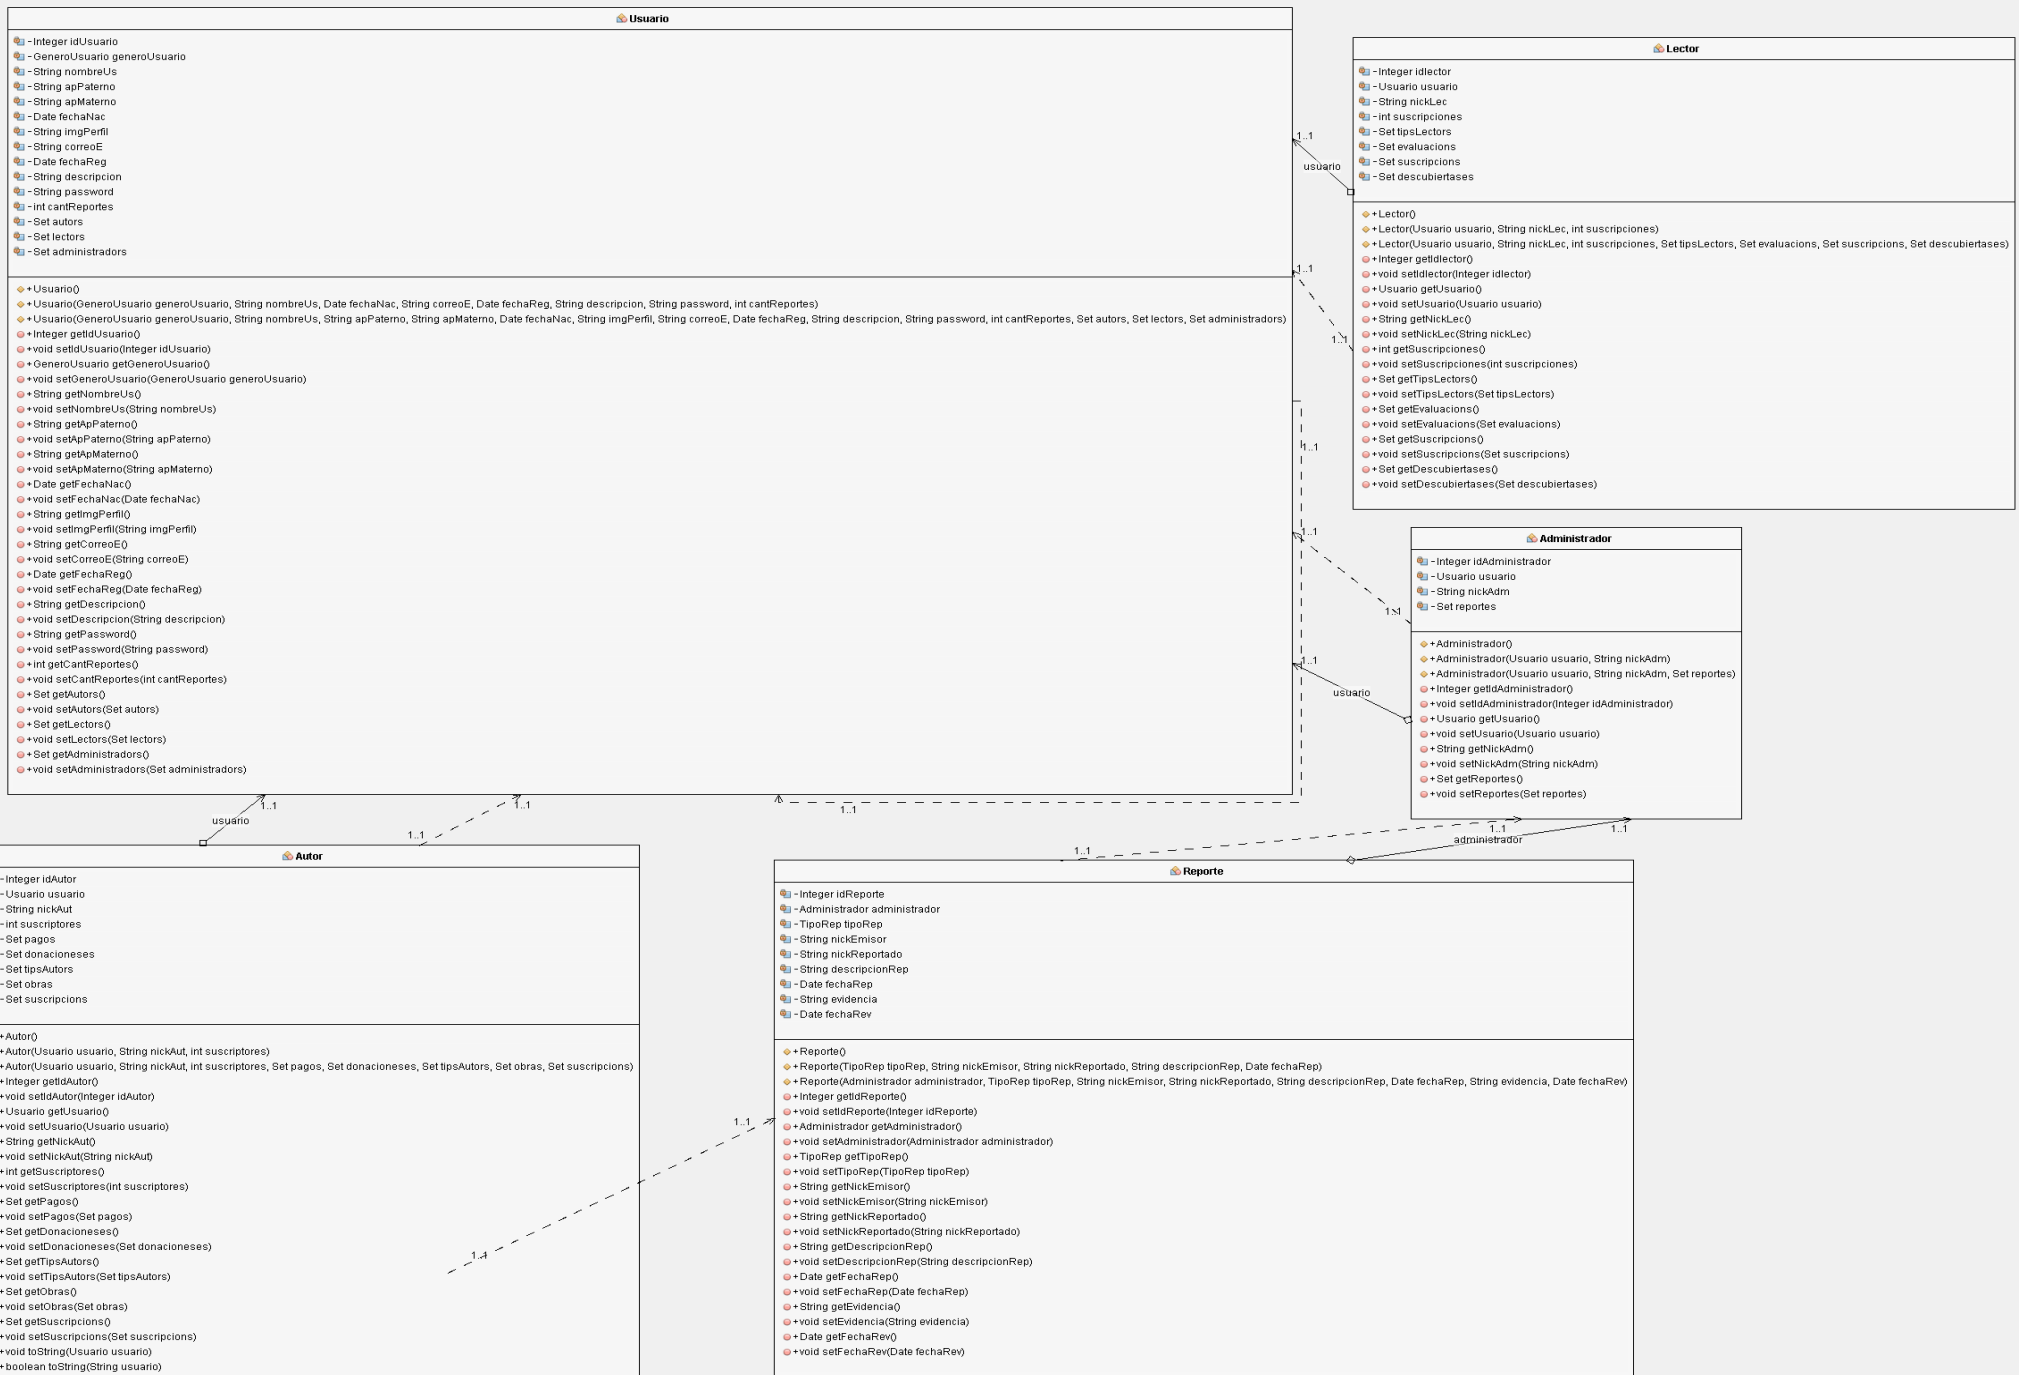 Usuario
-Integer idUsuario
-GeneroUsuario generoUsuario
-String nombreUs
-String apPaterno
-String apMaterno
-Date fechaNac
-String imgPerfil
-String correoE
-Date fechaReg
-String descripcion
-String password
-int cantReportes
-Set autors
-Set lectors
-Set administradors
+Usuario()
+Usuario(GeneroUsuario generoUsuario, String nombreUs, Date fechaNac, String correoE, Date fechaReg, String descripcion, String password, int cantReportes)
+Usuario(GeneroUsuario generoUsuario, String nombreUs, String apPaterno, String apMaterno, Date fechaNac, String imgPerfil, String correoE, Date fechaReg, String descripcion, String password, int cantReportes, Set autors, Set lectors, Set administradors)
+Integer getIdUsuario()
+void setIdUsuario(Integer idUsuario)
+GeneroUsuario getGeneroUsuario()
+void setGeneroUsuario(GeneroUsuario generoUsuario)
+String getNombreUs()
+void setNombreUs(String nombreUs)
+String getApPaterno()
+void setApPaterno(String apPaterno)
+String getApMaterno()
+void setApMaterno(String apMaterno)
+Date getFechaNac()
+void setFechaNac(Date fechaNac)
+String getImgPerfil()
+void setImgPerfil(String imgPerfil)
+String getCorreoE()
+void setCorreoE(String correoE)
+Date getFechaReg()
+void setFechaReg(Date fechaReg)
+String getDescripcion()
+void setDescripcion(String descripcion)
+String getPassword()
+void setPassword(String password)
+int getCantReportes()
+void setCantReportes(int cantReportes)
+Set getAutors()
+void setAutors(Set autors)
+Set getLectors()
+void setLectors(Set lectors)
+Set getAdministradors()
+void setAdministradors(Set administradors)
1..1
usuario
1..1
1..1
1..1
1..1
1..1
1..1
usuario
Lector
-Integer idlector
-Usuario usuario
-String nickLec
-int suscripciones
-Set tipsLectors
-Set evaluacions
-Set suscripcions
-Set descubiertases
+Lector()
+Lector(Usuario usuario, String nickLec, int suscripciones)
+Lector(Usuario usuario, String nickLec, int suscripciones, Set tipsLectors, Set evaluacions, Set suscripcions, Set descubiertases)
+Integer getIdlector()
+void setIdlector(Integer idlector)
+Usuario getUsuario()
+void setUsuario(Usuario usuario)
+String getNickLec()
+void setNickLec(String nickLec)
+int getSuscripciones()
+void setSuscripciones(int suscripciones)
+Set getTipsLectors()
+void setTipsLectors(Set tipsLectors)
+Set getEvaluacions()
+void setEvaluacions(Set evaluacions)
+Set getSuscripcions()
+void setSuscripcions(Set suscripcions)
+Set getDescubiertases()
+void setDescubiertases(Set descubiertases)
Administrador
-Integer idAdministrador
-Usuario usuario
-String nickAdm
-Set reportes
+Administrador()
+Administrador(Usuario usuario, String nickAdm)
+Administrador(Usuario usuario, String nickAdm, Set reportes)
+Integer getIdAdministrador()
+void setIdAdministrador(Integer idAdministrador)
+Usuario getUsuario()
+void setUsuario(Usuario usuario)
+String getNickAdm()
+void setNickAdm(String nickAdm)
+Set getReportes()
+void setReportes(Set reportes)
1..1
usuario
1..1
1..1
1..1
1..1
1..1
administrador
1..1
Autor
-Integer idAutor
-Usuario usuario
-String nickAut
-int suscriptores
-Set pagos
-Set donacioneses
-Set tipsAutors
-Set obras
-Set suscripcions
+Autor()
+Autor(Usuario usuario, String nickAut, int suscriptores)
+Autor(Usuario usuario, String nickAut, int suscriptores, Set pagos, Set donacioneses, Set tipsAutors, Set obras, Set suscripcions)
+Integer getIdAutor()
+void setIdAutor(Integer idAutor)
+Usuario getUsuario()
+void setUsuario(Usuario usuario)
+String getNickAut()
+void setNickAut(String nickAut)
+int getSuscriptores()
+void setSuscriptores(int suscriptores)
+Set getPagos()
+void setPagos(Set pagos)
+Set getDonacioneses()
+void setDonacioneses(Set donacioneses)
+Set getTipsAutors()
+void setTipsAutors(Set tipsAutors)
+Set getObras()
+void setObras(Set obras)
+Set getSuscripcions()
+void setSuscripcions(Set suscripcions)
+void toString(Usuario usuario)
+boolean toString(String usuario)
1..1
1..1
Reporte
-Integer idReporte
-Administrador administrador
-TipoRep tipoRep
-String nickEmisor
-String nickReportado
-String descripcionRep
-Date fechaRep
-String evidencia
-Date fechaRev
+Reporte()
+Reporte(TipoRep tipoRep, String nickEmisor, String nickReportado, String descripcionRep, Date fechaRep)
+Reporte(Administrador administrador, TipoRep tipoRep, String nickEmisor, String nickReportado, String descripcionRep, Date fechaRep, String evidencia, Date fechaRev)
+Integer getIdReporte()
+void setIdReporte(Integer idReporte)
+Administrador getAdministrador()
+void setAdministrador(Administrador administrador)
+TipoRep getTipoRep()
+void setTipoRep(TipoRep tipoRep)
+String getNickEmisor()
+void setNickEmisor(String nickEmisor)
+String getNickReportado()
+void setNickReportado(String nickReportado)
+String getDescripcionRep()
+void setDescripcionRep(String descripcionRep)
+Date getFechaRep()
+void setFechaRep(Date fechaRep)
+String getEvidencia()
+void setEvidencia(String evidencia)
+Date getFechaRev()
+void setFechaRev(Date fechaRev)